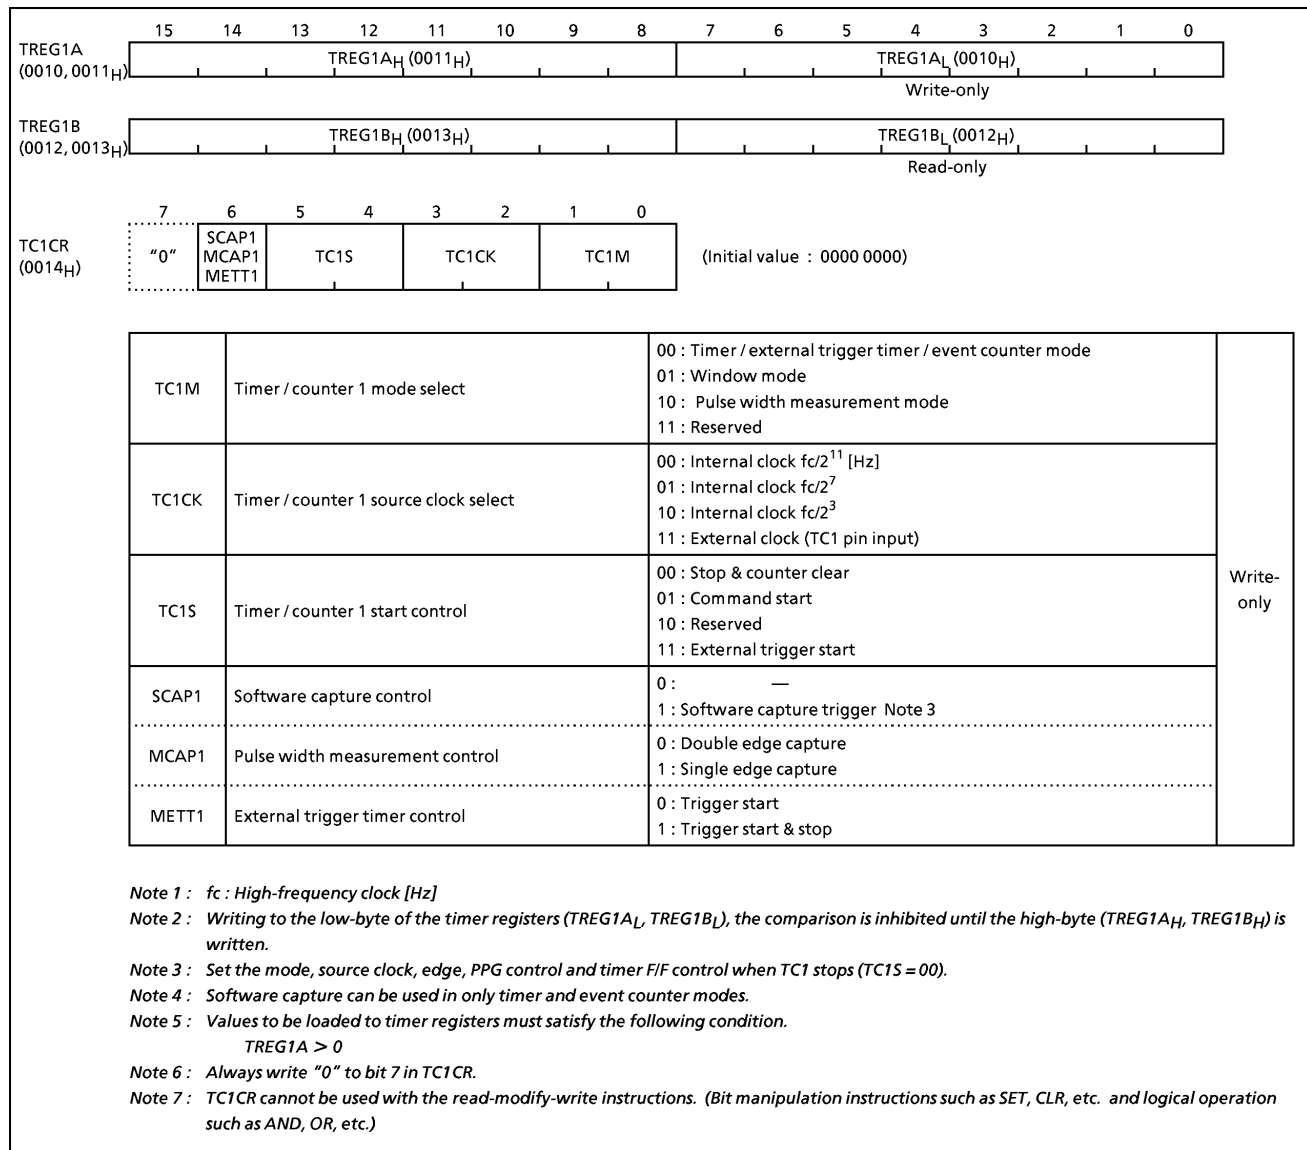 15 14 13 12 11 10 9 8 7 6 5 4 3 2 1 0
TREG1A
(0010, 0011H)
TREG1AH (0011H)
TREG1AL (0010H)
Write-only
TREG1B
(0012, 0013H)
TREG1BH (0013H)
TREG1BL (0012H)
Read-only
7 6 5 4 3 2 1 0
TC1CR
(0014H)
"0"
SCAP1
MCAP1
METT1
TC1S
TC1CK
TC1M
(Initial value : 0000 0000)
TC1M
Timer / counter 1 mode select
00 : Timer / external trigger timer / event counter mode
01 : Window mode
10 : Pulse width measurement mode
11 : Reserved
TC1CK
Timer / counter 1 source clock select
00 : Internal clock fc/2^11 [Hz]
01 : Internal clock fc/2^7
10 : Internal clock fc/2^3
11 : External clock (TC1 pin input)
TC1S
Timer / counter 1 start control
00 : Stop & counter clear
01 : Command start
10 : Reserved
11 : External trigger start
Write-
only
SCAP1
Software capture control
0 : —
1 : Software capture trigger Note 3
MCAP1
Pulse width measurement control
0 : Double edge capture
1 : Single edge capture
METT1
External trigger timer control
0 : Trigger start
1 : Trigger start & stop
Note 1 : fc : High-frequency clock [Hz]
Note 2 : Writing to the low-byte of the timer registers (TREG1AL, TREG1BL), the comparison is inhibited until the high-byte (TREG1AH, TREG1BH) is
written.
Note 3 : Set the mode, source clock, edge, PPG control and timer F/F control when TC1 stops (TC1S = 00).
Note 4 : Software capture can be used in only timer and event counter modes.
Note 5 : Values to be loaded to timer registers must satisfy the following condition.
TREG1A > 0
Note 6 : Always write "0" to bit 7 in TC1CR.
Note 7 : TC1CR cannot be used with the read-modify-write instructions. (Bit manipulation instructions such as SET, CLR, etc. and logical operation
such as AND, OR, etc.)